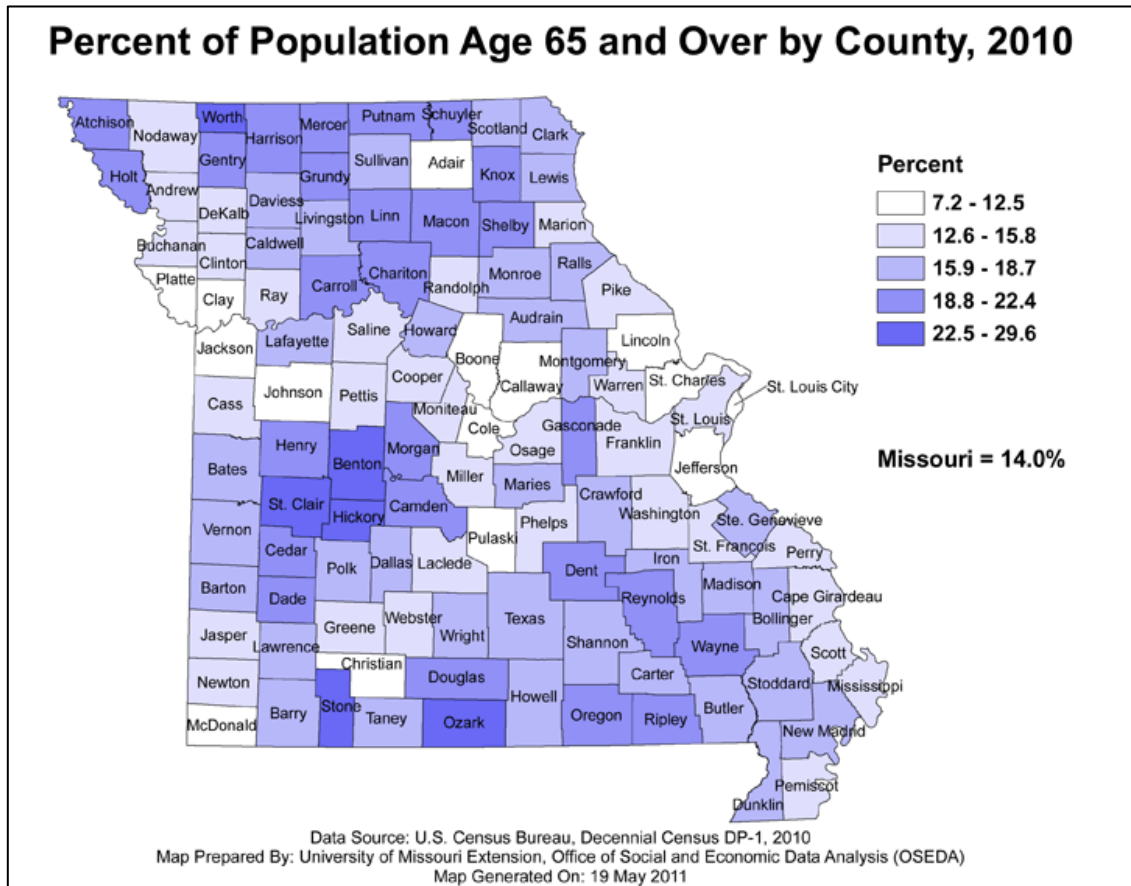 Percent of Population Age 65 and Over by County, 2010
Atchison
Nodaway
Worth
Harrison
Mercer
Putnam
Schuyler
Scotland
Clark
Holt
Gentry
Sullivan
Adair
Knox
Lewis
Andrew
DeKalb
Daviess
Grundy
Livingston
Linn
Macon
Shelby
Marion
Buchanan
Clinton
Caldwell
Platte
Clay
Ray
Carroll
Chariton
Randolph
Monroe
Ralls
Pike
Jackson
Lafayette
Saline
Howard
Boone
Audrain
Callaway
Montgomery
Lincoln
Cass
Johnson
Pettis
Cooper
Moniteau
Cole
Warren
St. Charles
St. Louis City
St. Louis
Osage
Gasconade
Franklin
Jefferson
Bates
Henry
Benton
Morgan
Miller
Maries
Crawford
Washington
Ste. Genevieve
St. Francois
Perry
Vernon
St. Clair
Hickory
Camden
Pulaski
Phelps
Iron
Cedar
Polk
Dallas
Laclede
Dent
Reynolds
Madison
Cape Girardeau
Bollinger
Barton
Dade
Greene
Webster
Wright
Texas
Shannon
Wayne
Scott
Jasper
Lawrence
Christian
Douglas
Howell
Carter
Stoddard
Mississippi
Newton
McDonald
Barry
Stone
Taney
Ozark
Oregon
Ripley
Butler
New Madrid
Dunklin
Pemiscot
Percent
7.2 - 12.5
12.6 - 15.8
15.9 - 18.7
18.8 - 22.4
22.5 - 29.6
Missouri = 14.0%
Data Source: U.S. Census Bureau, Decennial Census DP-1, 2010
Map Prepared By: University of Missouri Extension, Office of Social and Economic Data Analysis (OSEDA)
Map Generated On: 19 May 2011